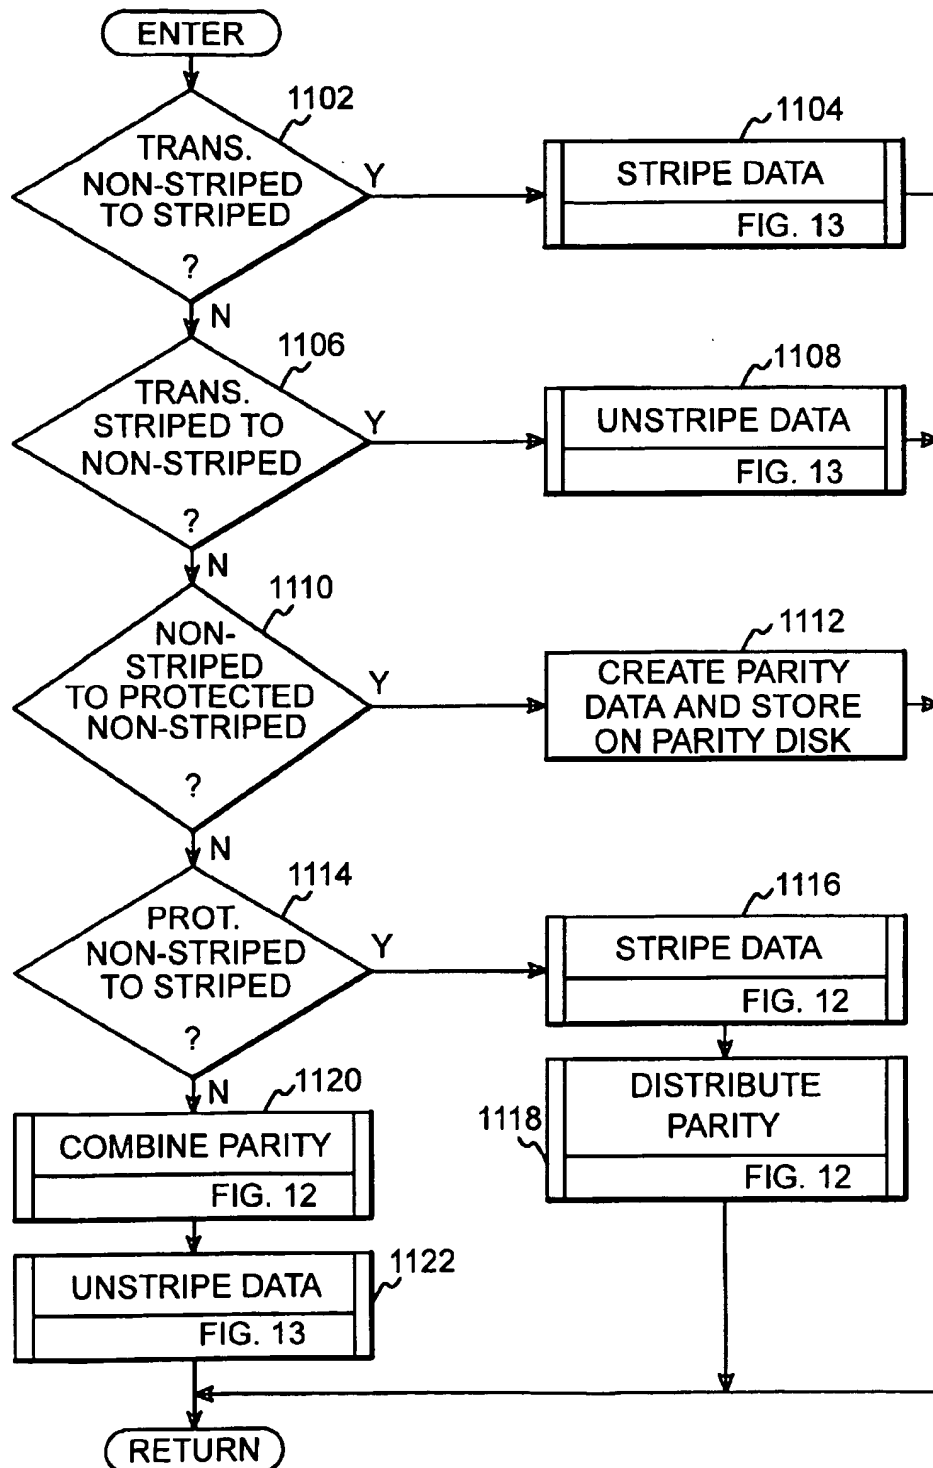 ENTER
1102
TRANS.
NON-STRIPED
TO STRIPED
?
Y
N
1104
STRIPE DATA
FIG. 13
1106
TRANS.
STRIPED TO
NON-STRIPED
?
Y
N
1108
UNSTRIPE DATA
FIG. 13
1110
NON-
STRIPED
TO PROTECTED
NON-STRIPED
?
Y
N
1112
CREATE PARITY
DATA AND STORE
ON PARITY DISK
1114
PROT.
NON-STRIPED
TO STRIPED
?
Y
N
1116
STRIPE DATA
FIG. 12
1118
DISTRIBUTE
PARITY
FIG. 12
1120
COMBINE PARITY
FIG. 12
1122
UNSTRIPE DATA
FIG. 13
RETURN